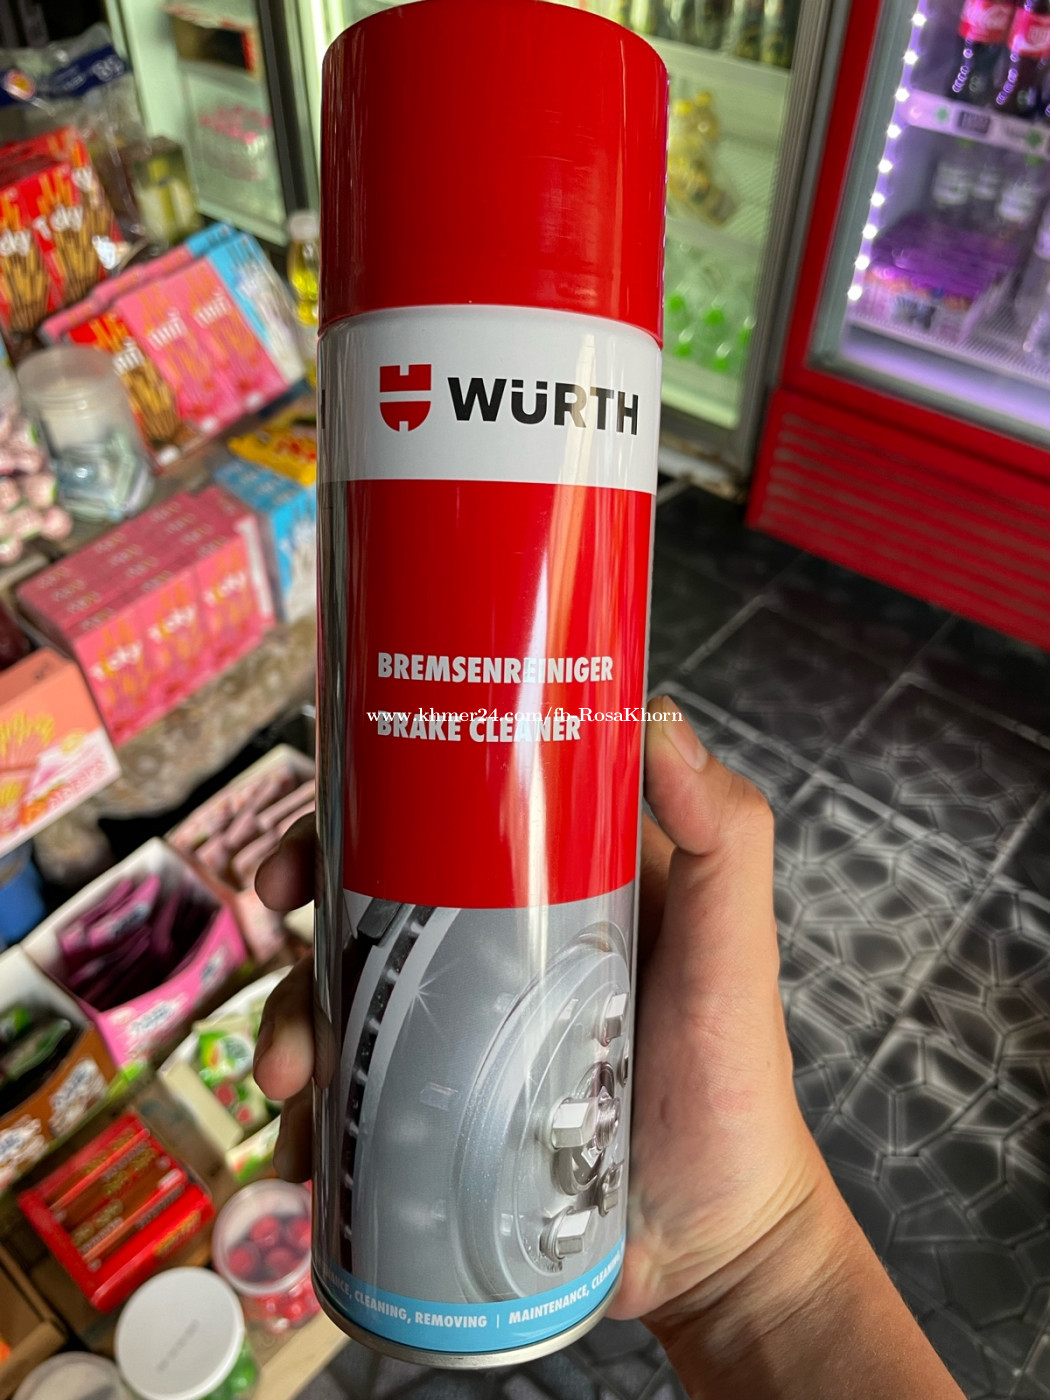 WÜRTH
BREMSENREINIGER
www.khmer24.com/fb-RosaKhorn
BRAKE CLEANER
CLEANING, REMOVING | MAINTENANCE,